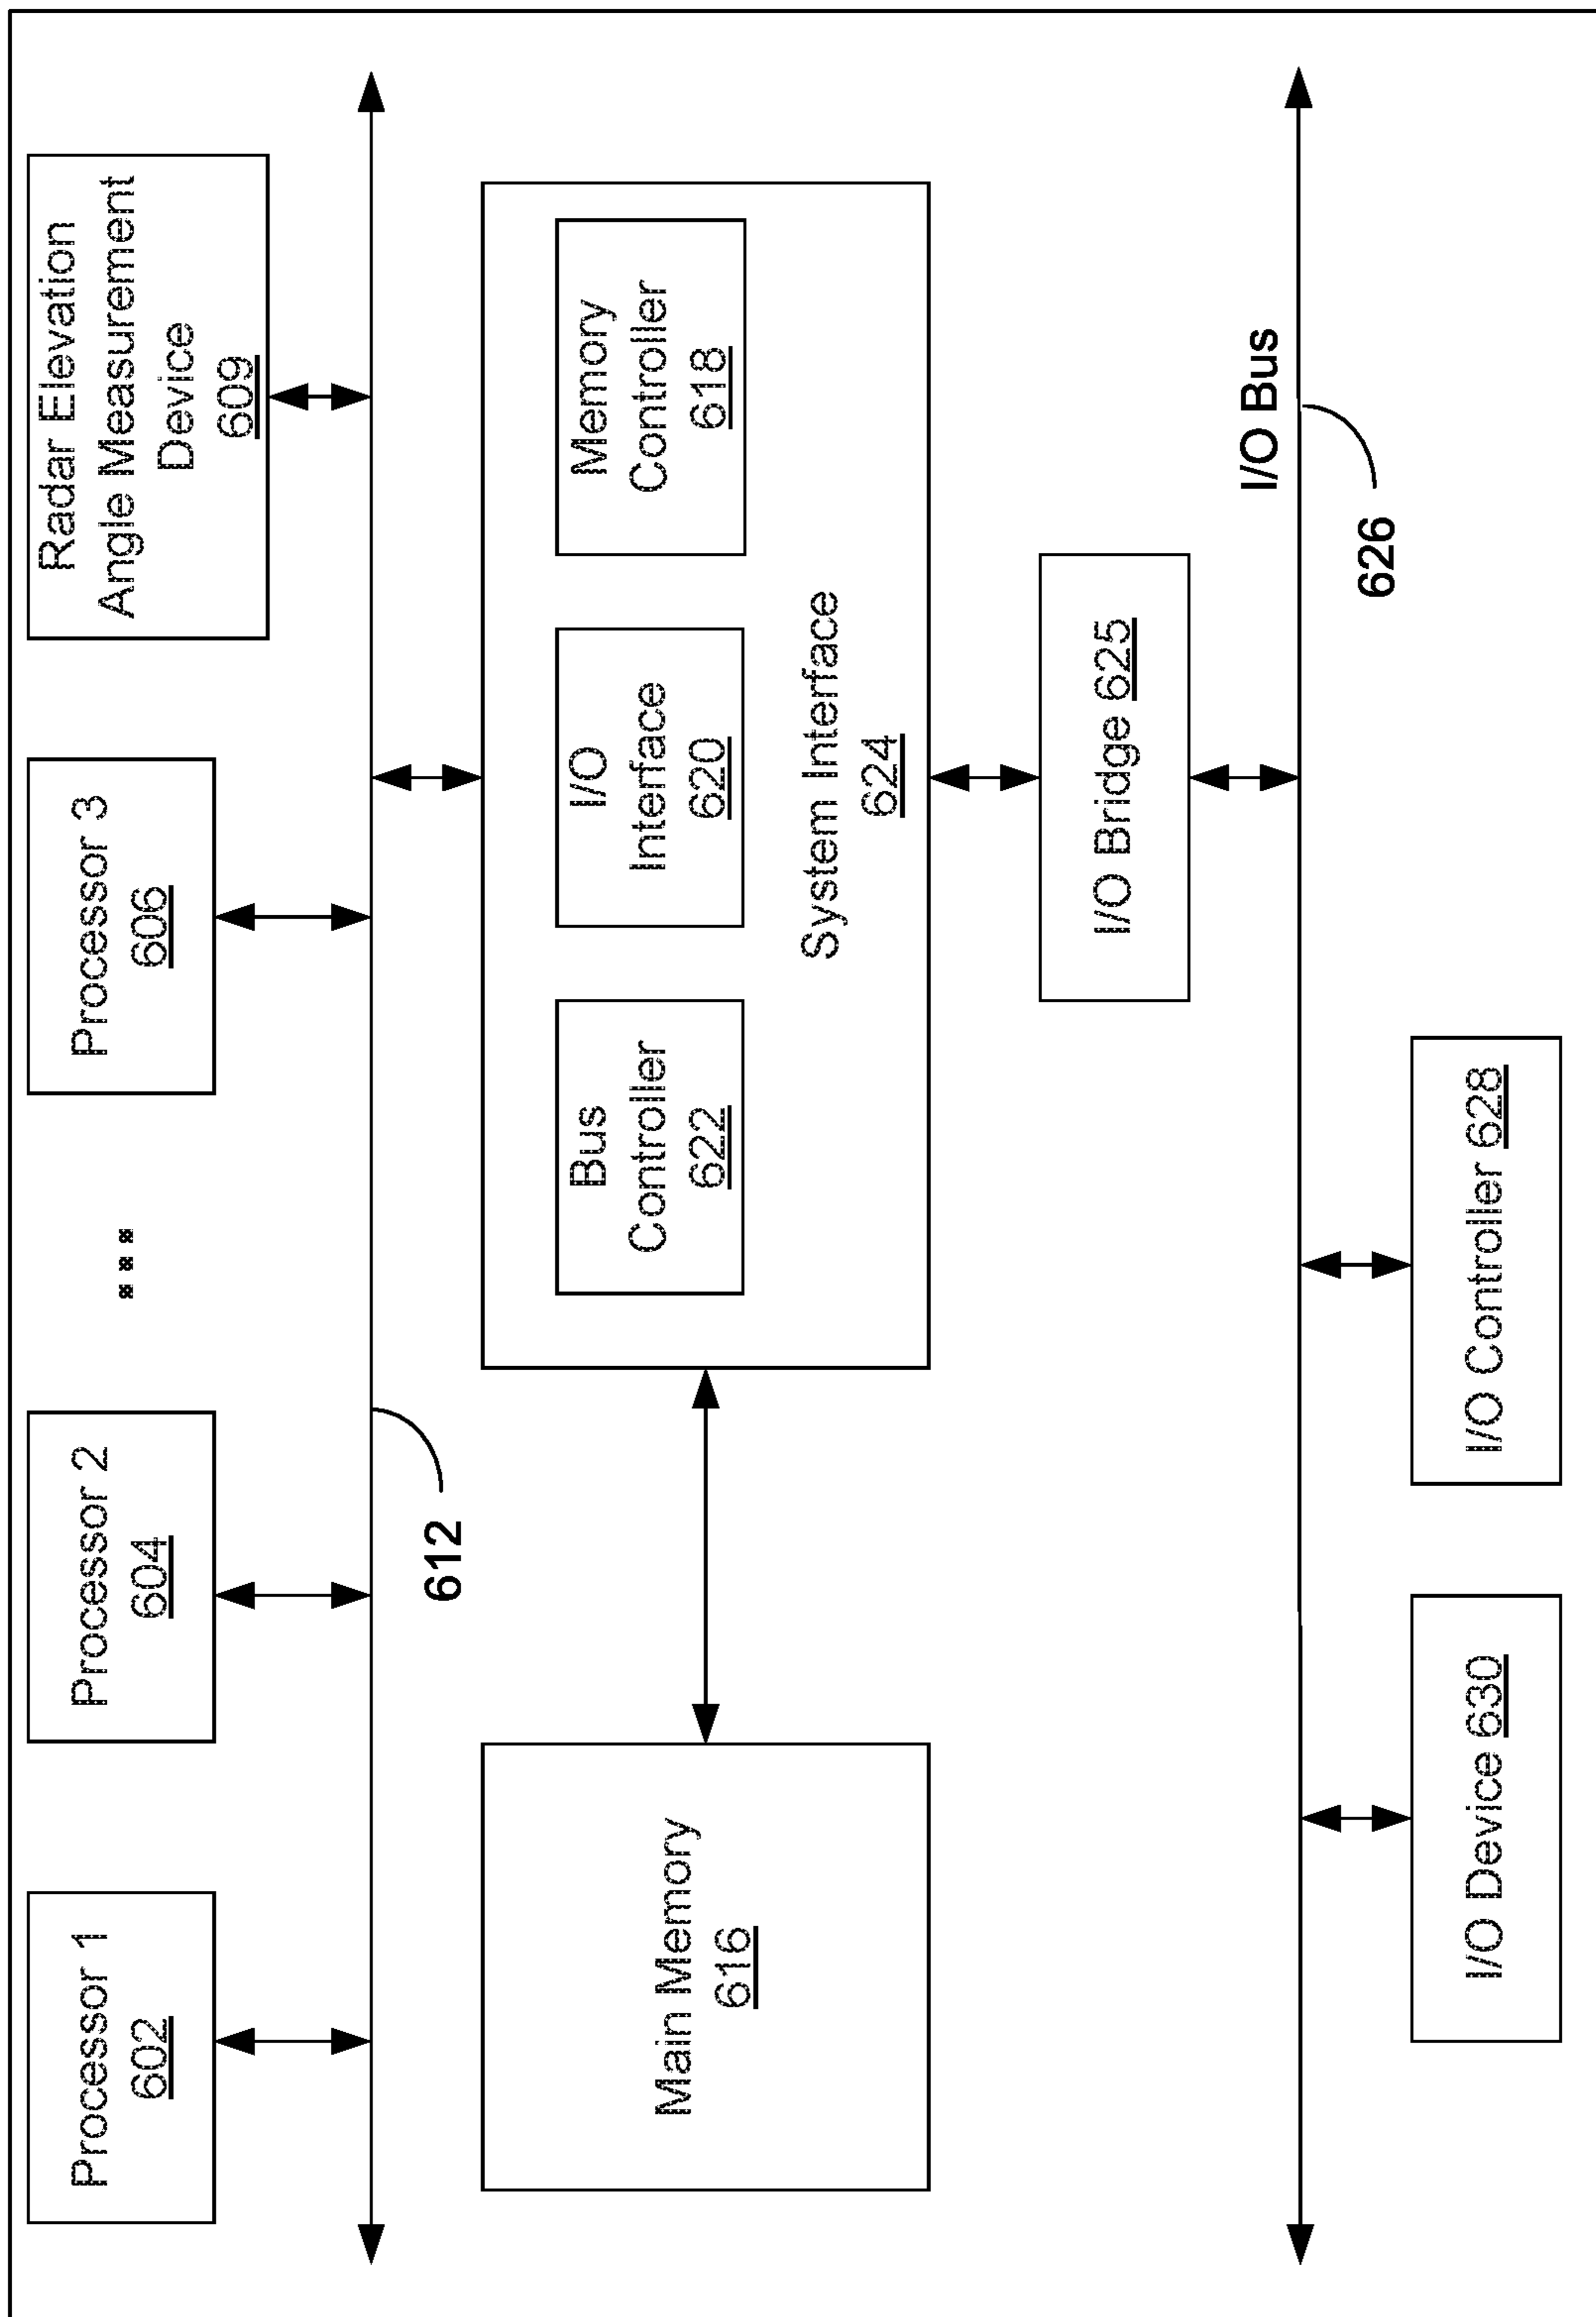 Processor 1
602
Processor 2
604
...
Processor 3
606
Radar Elevation
Angle Measurement
Device
609
612
Main Memory
616
Bus
Controller
622
I/O
Interface
620
Memory
Controller
618
System Interface
624
I/O Bridge 625
I/O Bus
626
I/O Device 630
I/O Controller 628